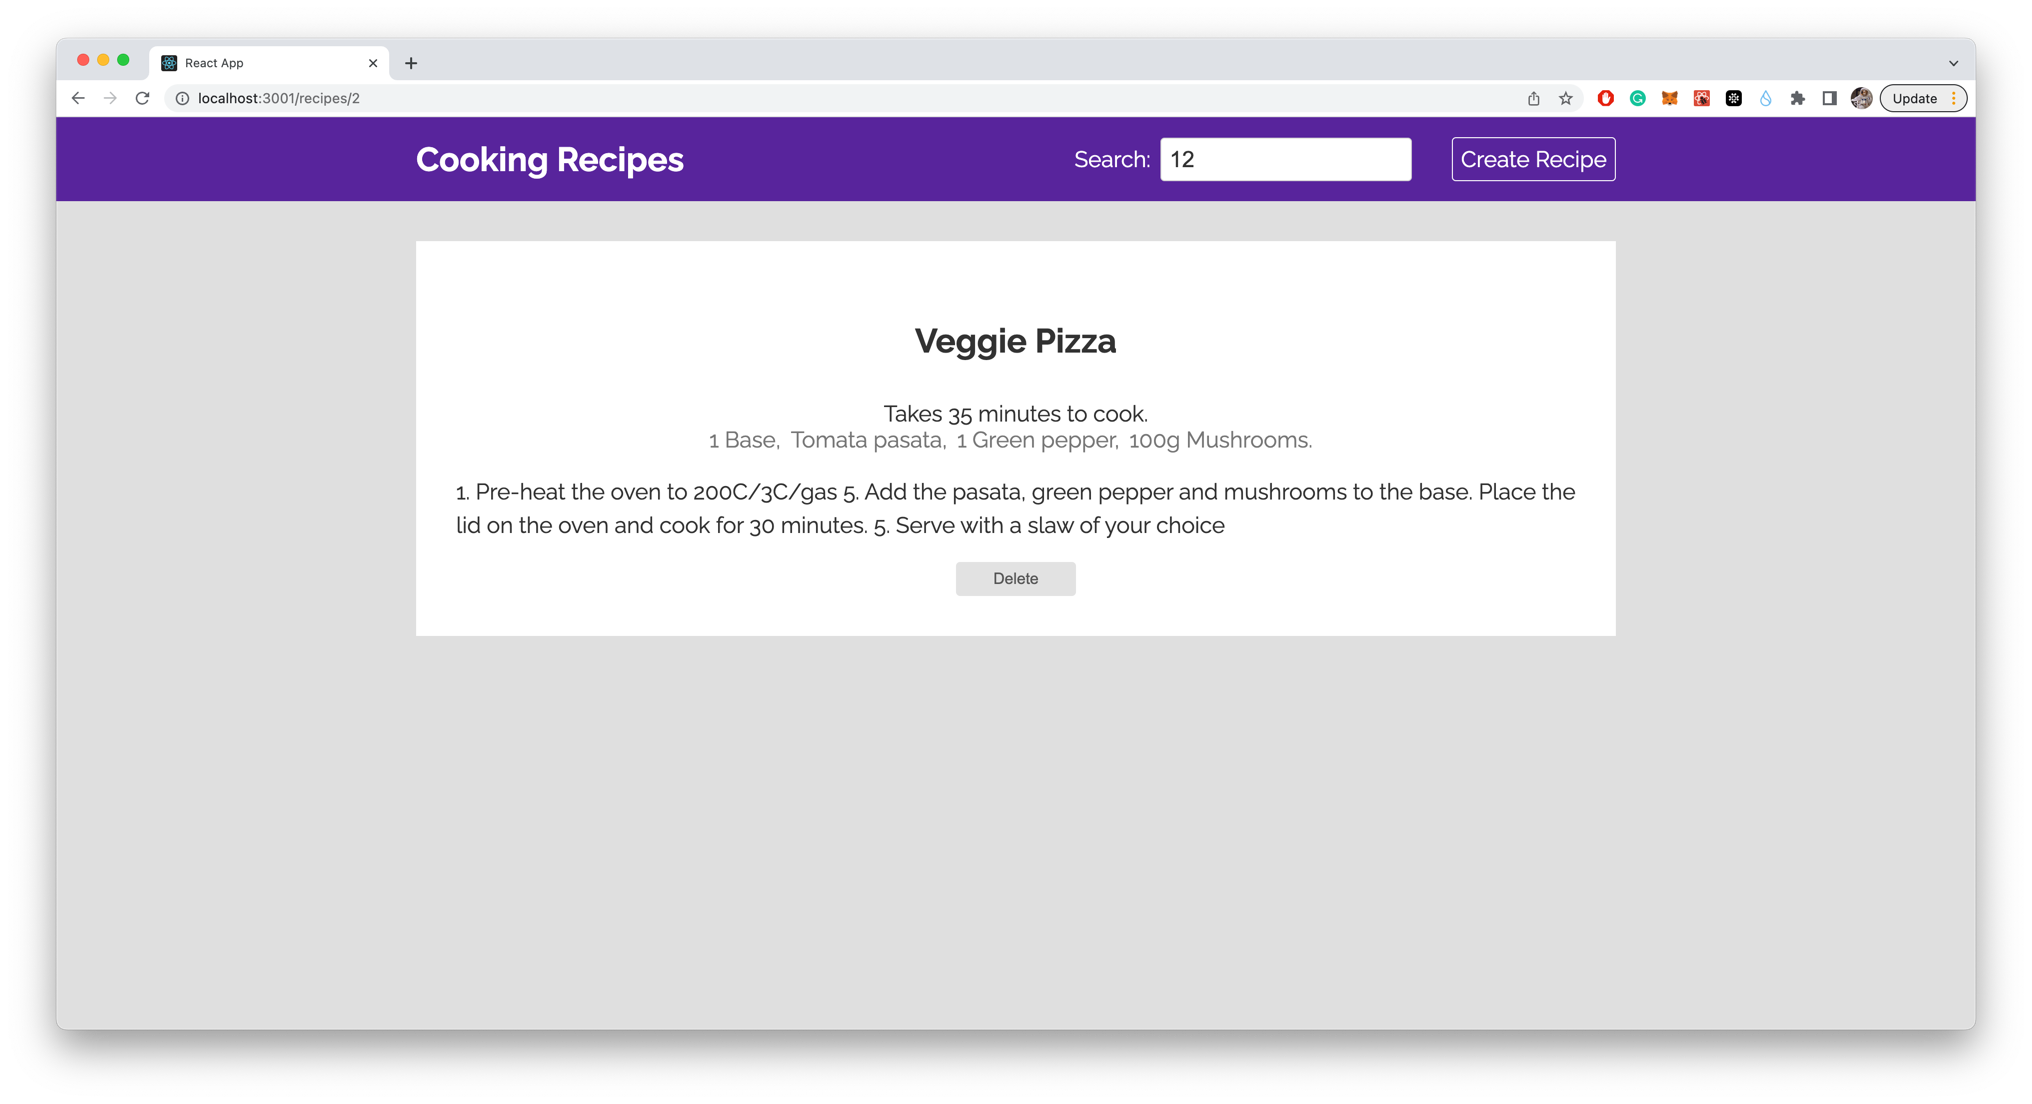 React App
localhost:3001/recipes/2
Update
Cooking Recipes
Search: 12
Create Recipe
Veggie Pizza
Takes 35 minutes to cook.
1 Base, Tomata pasata, 1 Green pepper, 100g Mushrooms.
1. Pre-heat the oven to 200C/3C/gas 5. Add the pasata, green pepper and mushrooms to the base. Place the
lid on the oven and cook for 30 minutes. 5. Serve with a slaw of your choice
Delete